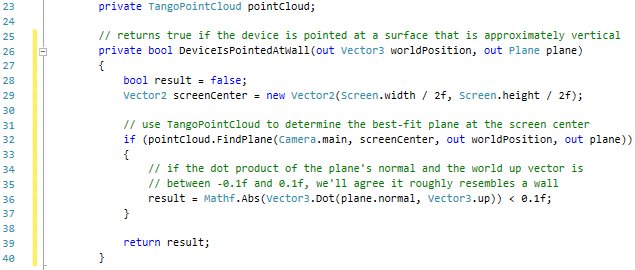 23 private TangoPointCloud pointCloud;
24
25 // returns true if the device is pointed at a surface that is approximately vertical
26 private bool DeviceIsPointedAtWall(out Vector3 worldPosition, out Plane plane)
27 {
28 bool result = false;
29 Vector2 screenCenter = new Vector2(Screen.width / 2f, Screen.height / 2f);
30
31 // use TangoPointCloud to determine the best-fit plane at the screen center
32 if (pointCloud.FindPlane(Camera.main, screenCenter, out worldPosition, out plane))
33 {
34 // if the dot product of the plane's normal and the world up vector is
35 // between -0.1f and 0.1f, we'll agree it roughly resembles a wall
36 result = Mathf.Abs(Vector3.Dot(plane.normal, Vector3.up)) < 0.1f;
37 }
38
39 return result;
40 }